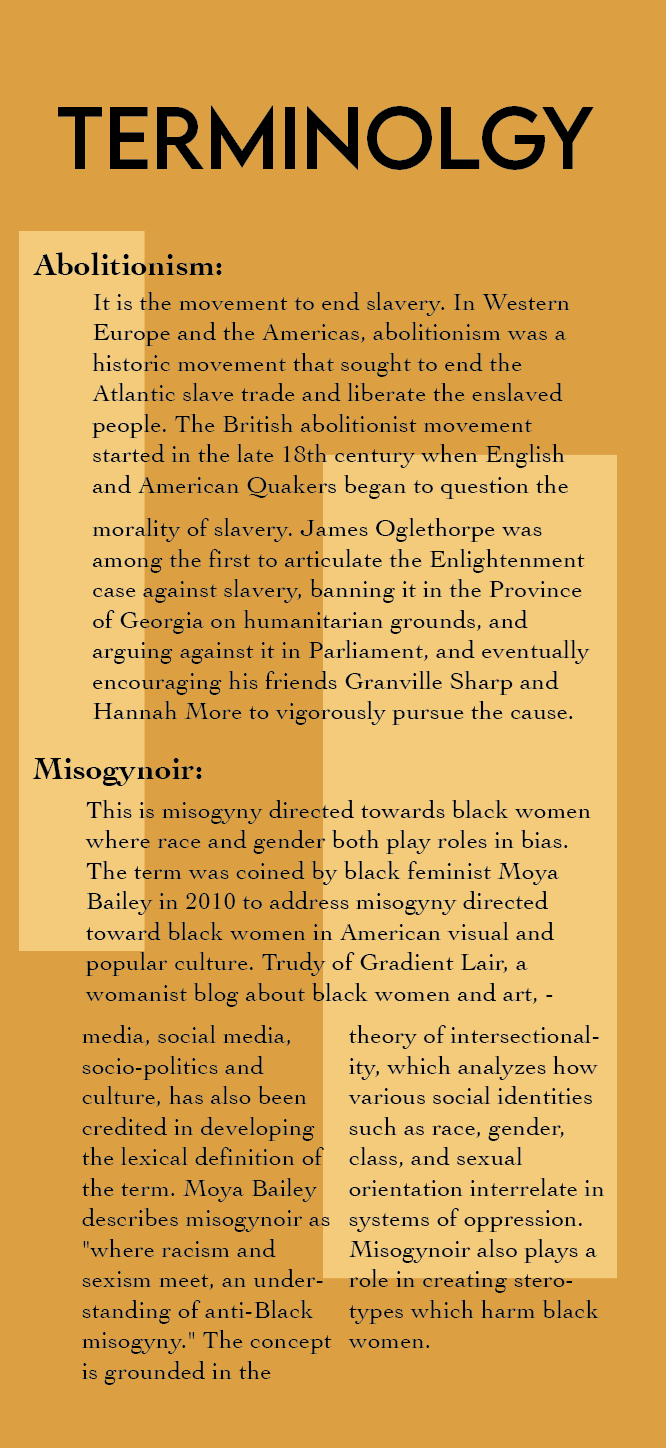 TERMINOLGY
Abolitionism:
It is the movement to end slavery. In Western
Europe and the Americas, abolitionism was a
historic movement that sought to end the
Atlantic slave trade and liberate the enslaved
people. The British abolitionist movement
started in the late 18th century when English
and American Quakers began to question the
morality of slavery. James Oglethorpe was
among the first to articulate the Enlightenment
case against slavery, banning it in the Province
of Georgia on humanitarian grounds, and
arguing against it in Parliament, and eventually
encouraging his friends Granville Sharp and
Hannah More to vigorously pursue the cause.
Misogynoir:
This is misogyny directed towards black women
where race and gender both play roles in bias.
The term was coined by black feminist Moya
Bailey in 2010 to address misogyny directed
toward black women in American visual and
popular culture. Trudy of Gradient Lair, a
womanist blog about black women and art, -
media, social media,
socio-politics and
culture, has also been
credited in developing
the lexical definition of
the term. Moya Bailey
describes misogynoir as
"where racism and
sexism meet, an under-
standing of anti-Black
misogyny." The concept
is grounded in the
theory of intersectional-
ity, which analyzes how
various social identities
such as race, gender,
class, and sexual
orientation interrelate in
systems of oppression.
Misogynoir also plays a
role in creating stero-
types which harm black
women.